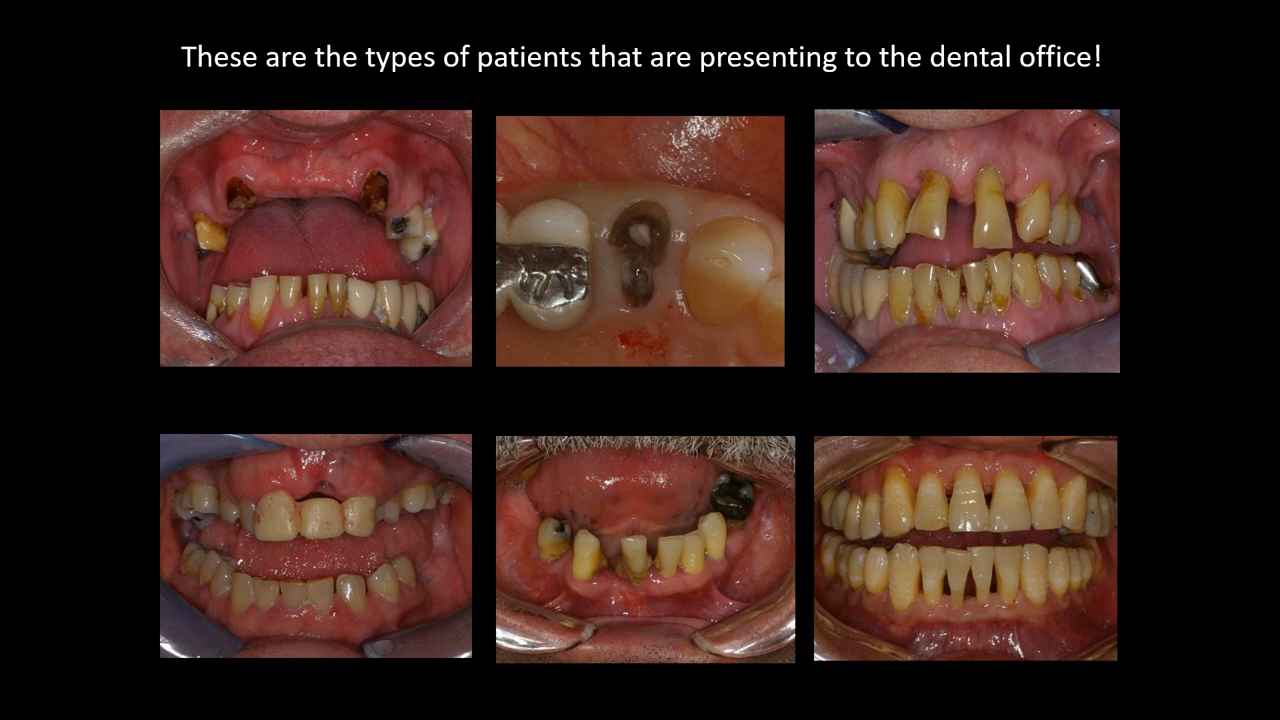 These are the types of patients that are presenting to the dental office!